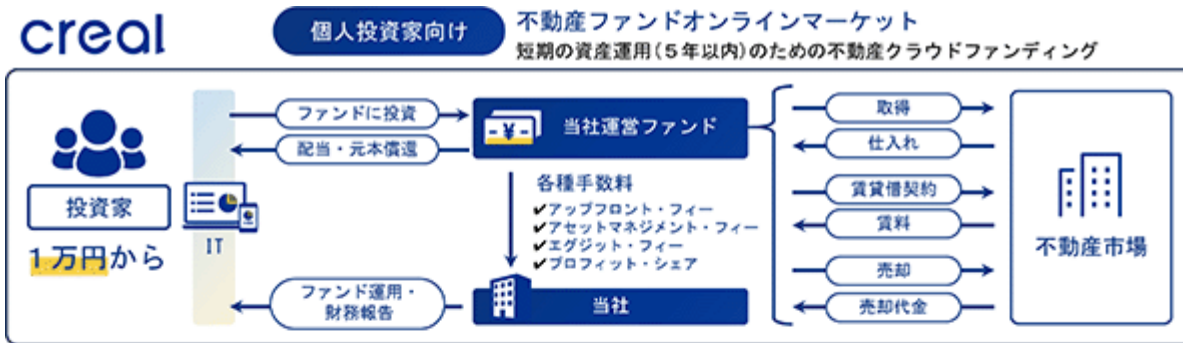 creal
個人投資家向け
不動産ファンドオンラインマーケット
短期の資産運用(5年以内)のための不動産クラウドファンディング
投資家
1万円から
IT
ファンドに投資
配当・元本償還
ファンド運用・
財務報告
-¥-
当社運営ファンド
各種手数料
✔アップフロント・フィー
✔アセットマネジメント・フィー
✔エグジット・フィー
✔プロフィット・シェア
当社
取得
仕入れ
賃貸借契約
賃料
売却
売却代金
不動産市場